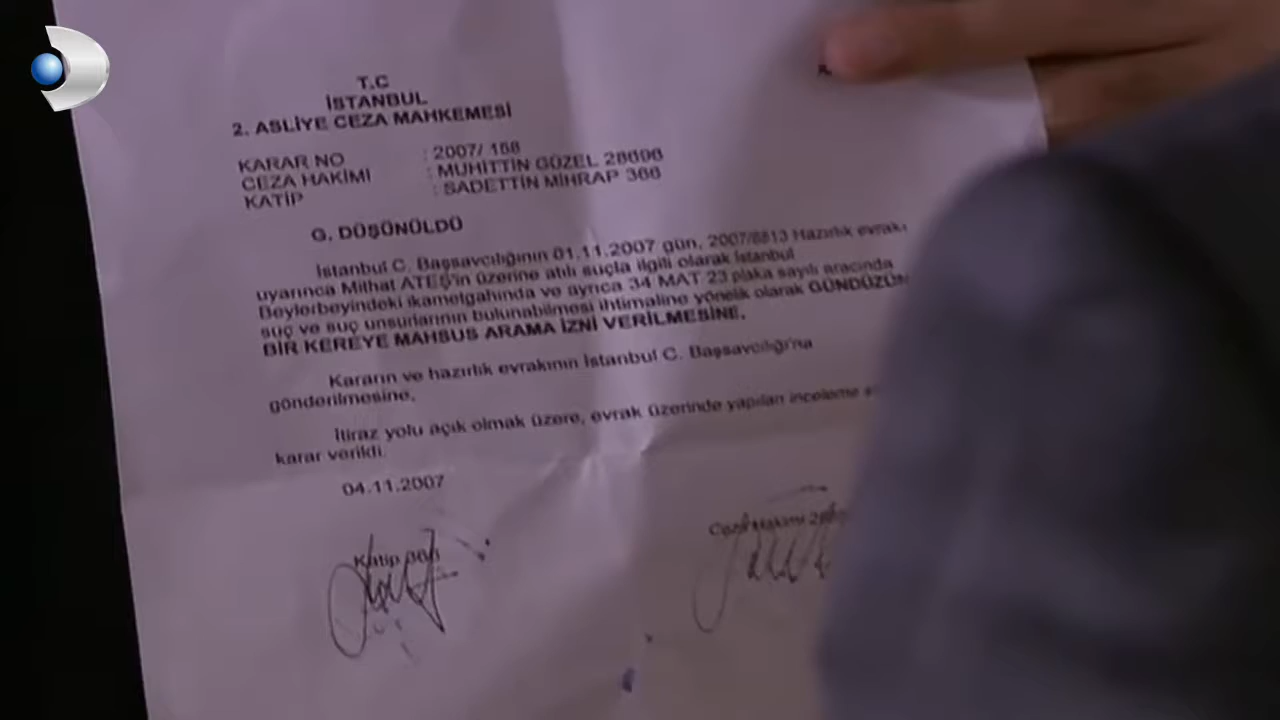 T.C
İSTANBUL
2. ASLİYE CEZA MAHKEMESİ
KARAR NO : 2007/ 168
CEZA HAKİMİ : MUHİTTİN GÜZEL 28696
KATİP : SADETTİN MİHRAP 366
G. DÜŞÜNÜLDÜ
İstanbul C. Başsavcılığının 01.11.2007 gün, 2007/8813 Hazırlık
uyarınca Mithat ATEŞ'in üzerine atılı suçla ilgili olarak İstanbul
Beylerbeyindeki ikametgahında ve ayrıca 34 MAT 23 plaka sayılı aracında
suç ve suç unsurlarının bulunabilmesi ihtimaline yönelik olarak
BİR KEREYE MAHSUS ARAMA İZNİ VERİLMESİNE,
Kararın ve hazırlık evrakının İstanbul C. Başsavcılığı'na
gönderilmesine,
İtiraz yolu açık olmak üzere, evrak üzerinde yapılan inceleme
karar verildi.
04.11.2007
Katip 366